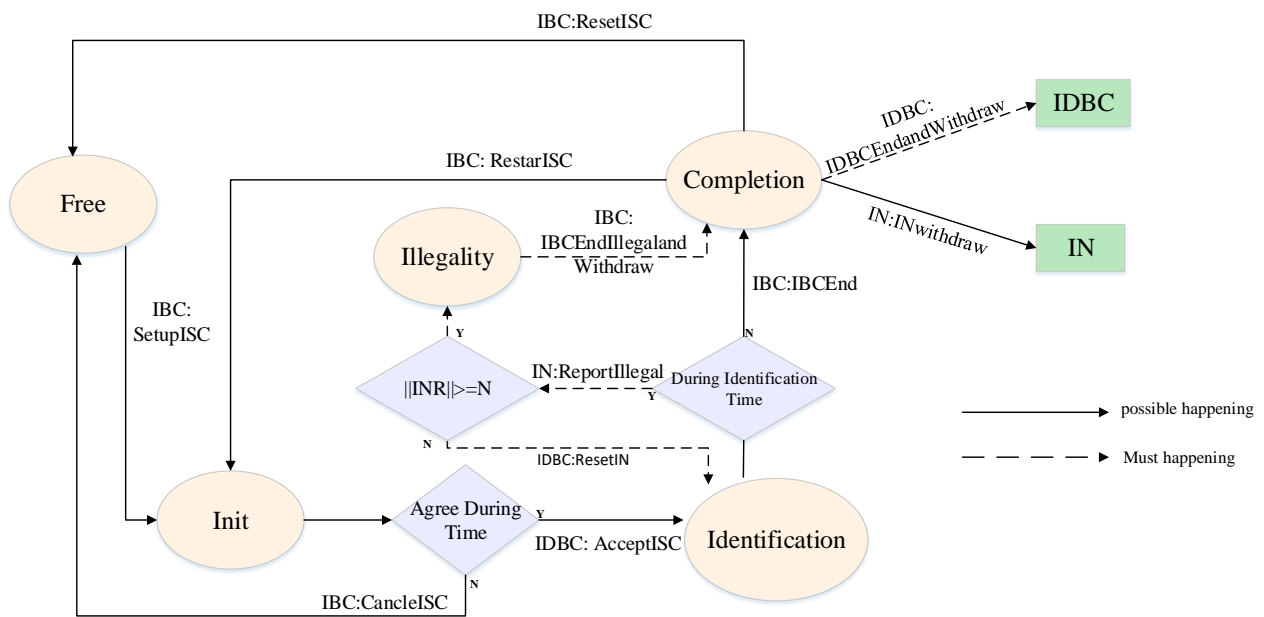 IBC:ResetISC
IDBC:
IDBCEndandWithdraw
IDBC
IBC: RestarISC
Completion
Free
IN:INwithdraw
IN
IBC:
IBCEndIllegaland
Withdraw
Illegality
IBC:IBCEnd
IBC:
SetupISC
Y
N
IN:ReportIllegal
||INR||>=N
During Identification
Time
Y
possible happening
N
IDBC:ResetIN
Must happening
Init
Agree During
Time
Y
IDBC: AcceptISC
Identification
N
IBC:CancleISC